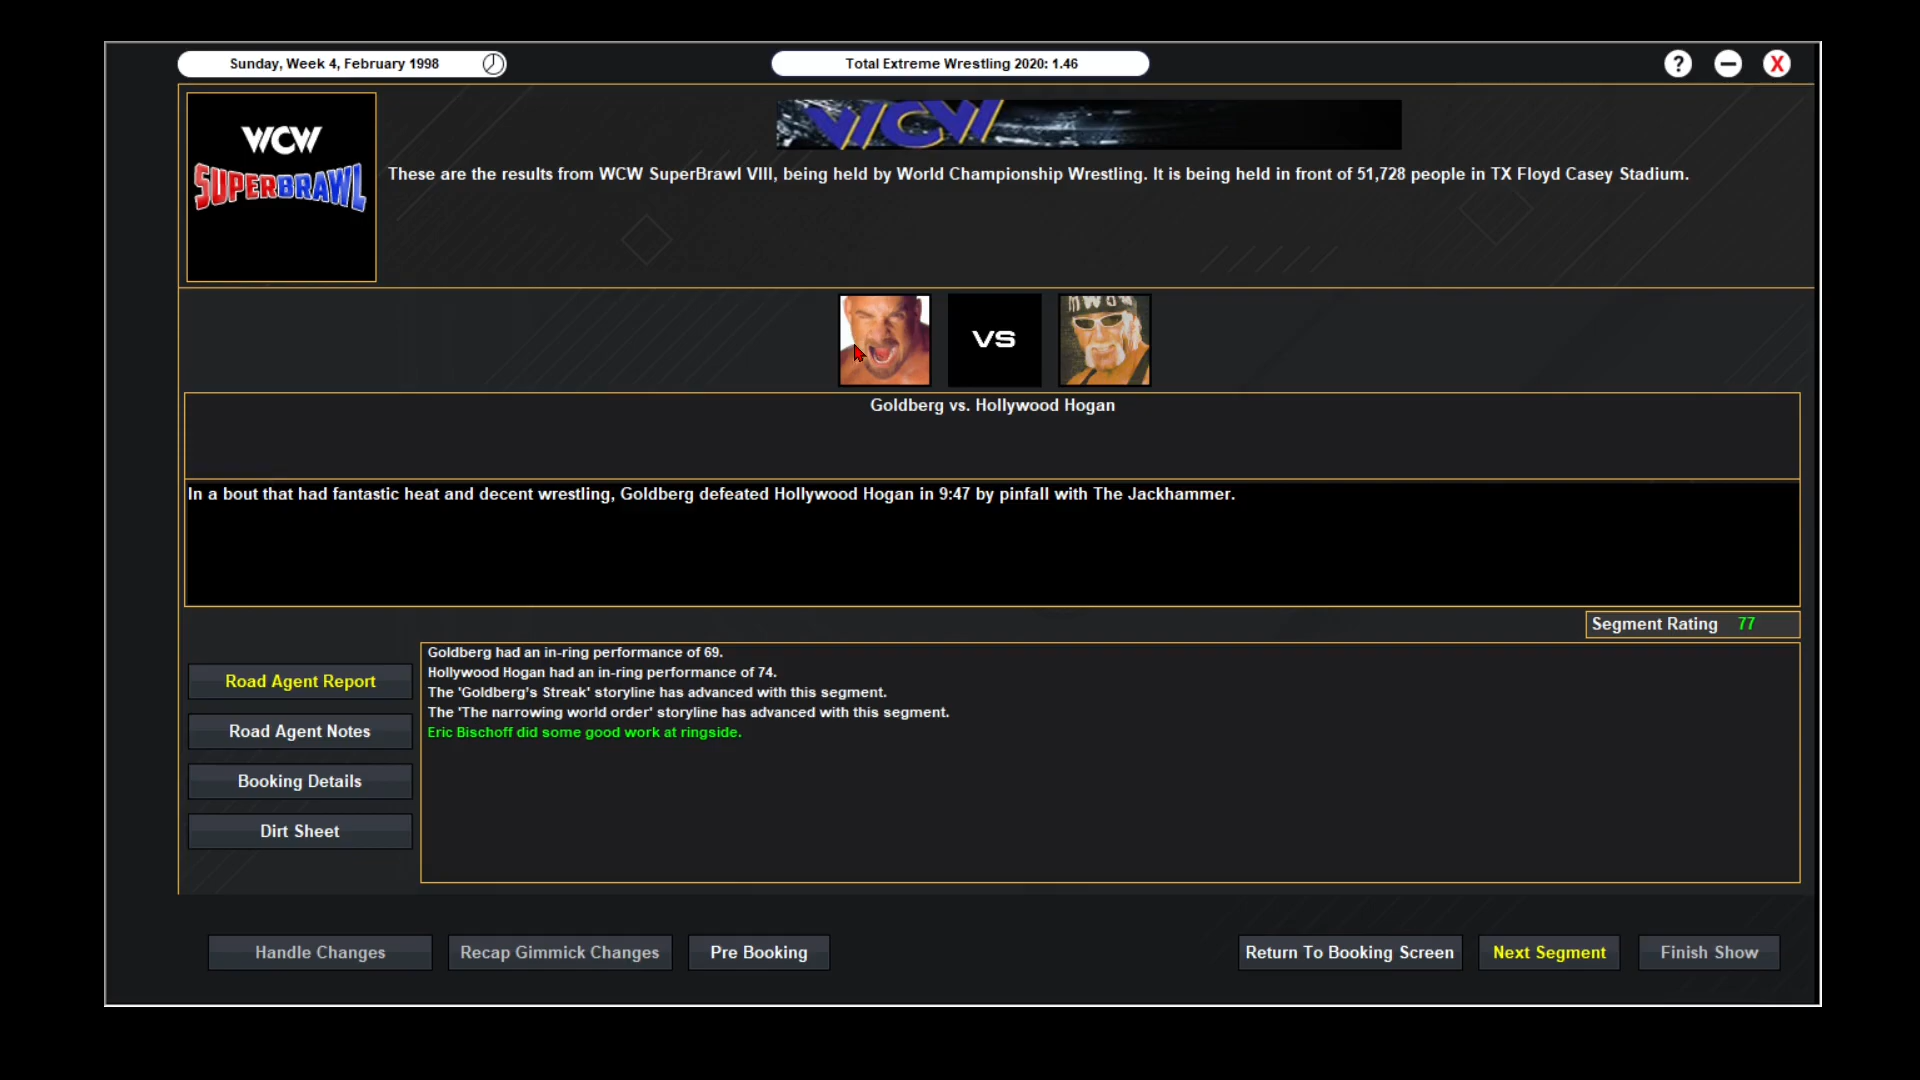 Sunday, Week 4, February 1998
Total Extreme Wrestling 2020: 1.46
?
X
WCW
SUPERBRAWL
WCW
These are the results from WCW SuperBrawl VIII, being held by World Championship Wrestling. It is being held in front of 51,728 people in TX Floyd Casey Stadium.
VS
Goldberg vs. Hollywood Hogan
In a bout that had fantastic heat and decent wrestling, Goldberg defeated Hollywood Hogan in 9:47 by pinfall with The Jackhammer.
Segment Rating 77
Road Agent Report
Road Agent Notes
Booking Details
Dirt Sheet
Goldberg had an in-ring performance of 69.
Hollywood Hogan had an in-ring performance of 74.
The 'Goldberg's Streak' storyline has advanced with this segment.
The 'The narrowing world order' storyline has advanced with this segment.
Eric Bischoff did some good work at ringside.
Handle Changes
Recap Gimmick Changes
Pre Booking
Return To Booking Screen
Next Segment
Finish Show